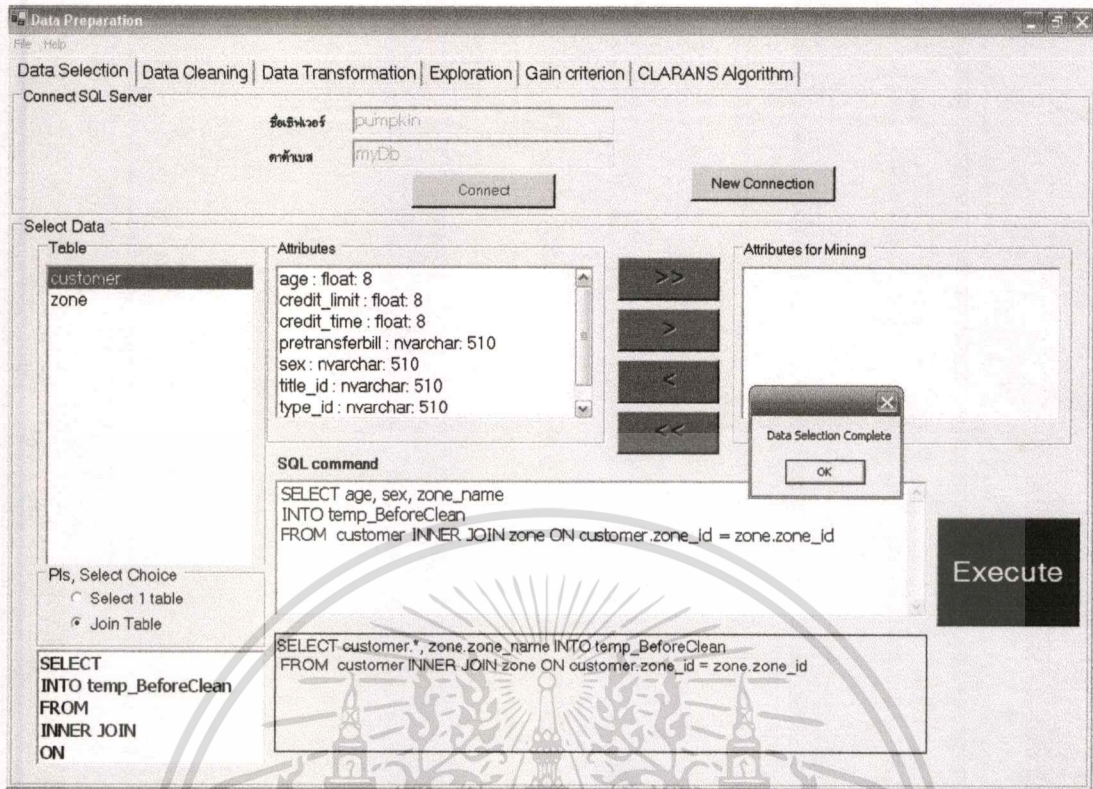 Data Preparation
File Help
Data Selection Data Cleaning Data Transformation Exploration Gain criterion CLARANS Algorithm
Connect SQL Server
ชื่อเซิฟเวอร์ pumpkin
ดาต้าเบส myDb
Connect New Connection
Select Data
Table
customer
zone
Attributes
age : float: 8
credit_limit : float: 8
credit_time : float: 8
pretransferbill : nvarchar: 510
sex : nvarchar: 510
title_id : nvarchar: 510
type_id : nvarchar: 510
>>
>
<
<<
Attributes for Mining
Data Selection Complete
OK
SQL command
SELECT age, sex, zone_name
INTO temp_BeforeClean
FROM customer INNER JOIN zone ON customer.zone_id = zone.zone_id
Execute
Pls, Select Choice
Select 1 table
Join Table
SELECT
INTO temp_BeforeClean
FROM
INNER JOIN
ON
SELECT customer.*, zone.zone_name INTO temp_BeforeClean
FROM customer INNER JOIN zone ON customer.zone_id = zone.zone_id